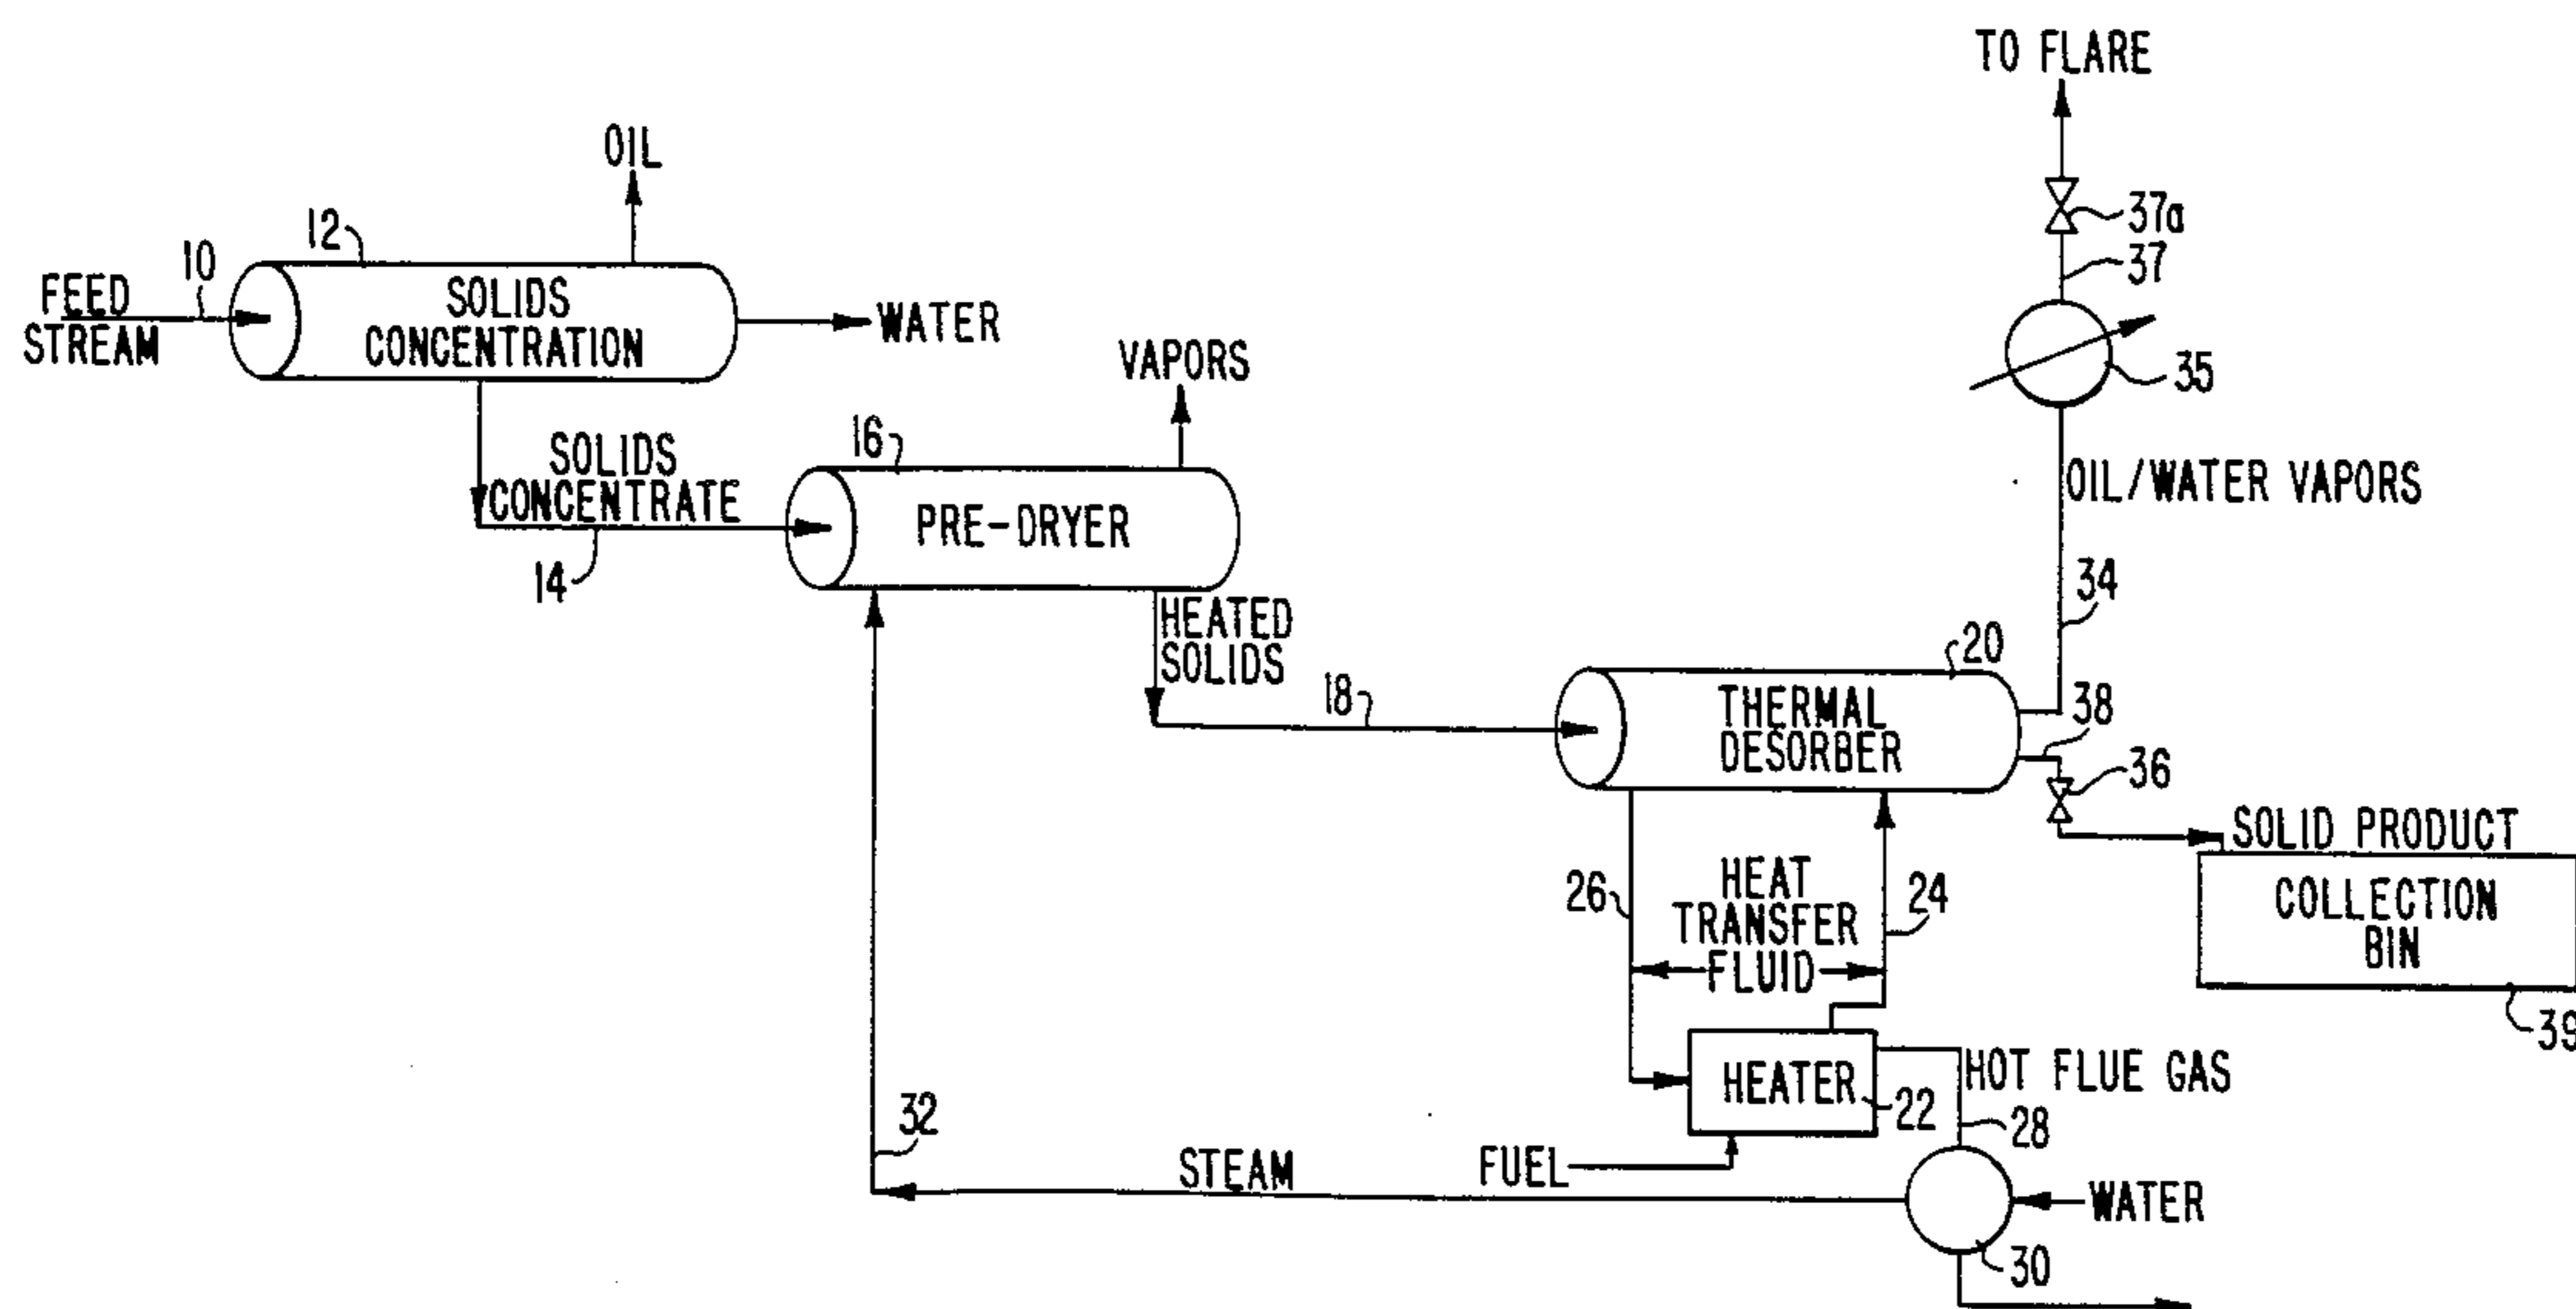 TO FLARE
OIL
37a
12
10
37
FEED
STREAM
SOLIDS
CONCENTRATION
WATER
VAPORS
35
16
SOLIDS
CONCENTRATE
OIL/WATER VAPORS
PRE-DRYER
14
34
HEATED
SOLIDS
20
18
THERMAL
DESORBER
38
36
SOLID PRODUCT
HEAT
TRANSFER
FLUID
26
24
COLLECTION
BIN
39
HEATER
22
HOT FLUE GAS
28
32
STEAM
FUEL
WATER
30